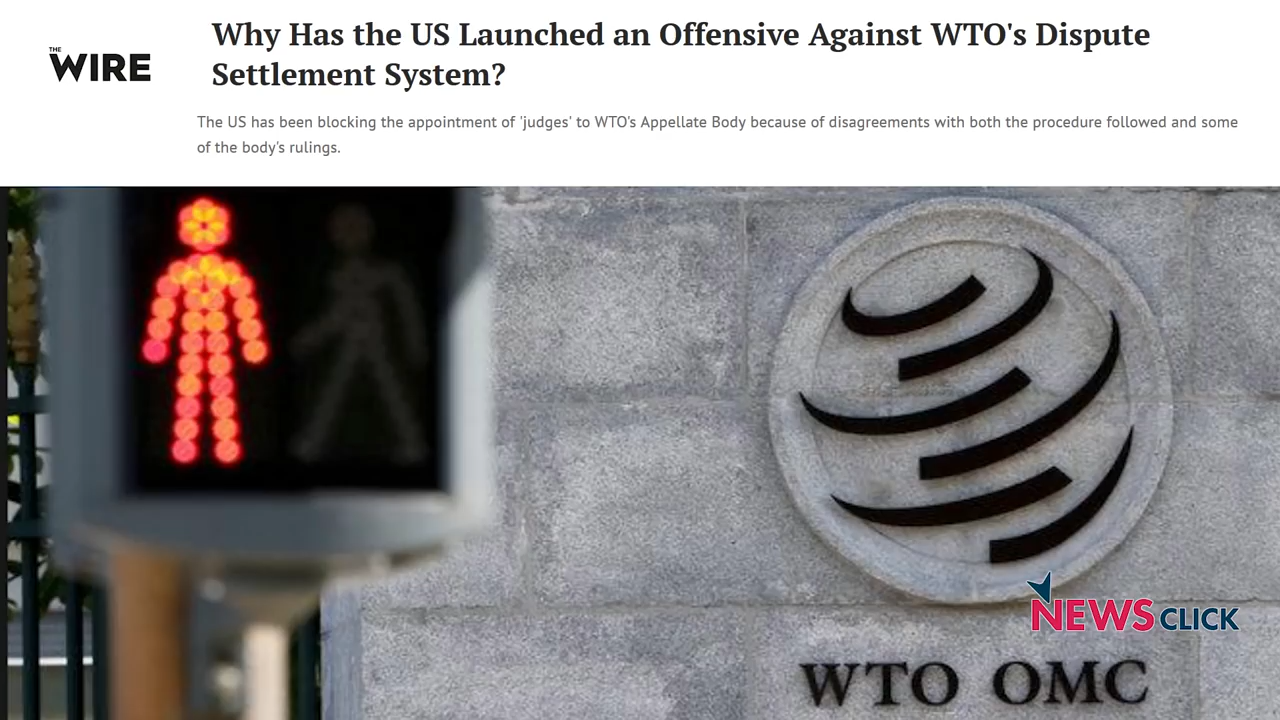 Why Has the US Launched an Offensive Against WTO's Dispute
Settlement System?
THE
WIRE
The US has been blocking the appointment of 'judges' to WTO's Appellate Body because of disagreements with both the procedure followed and some
of the body's rulings.
NEWSCLICK
WTO OMC